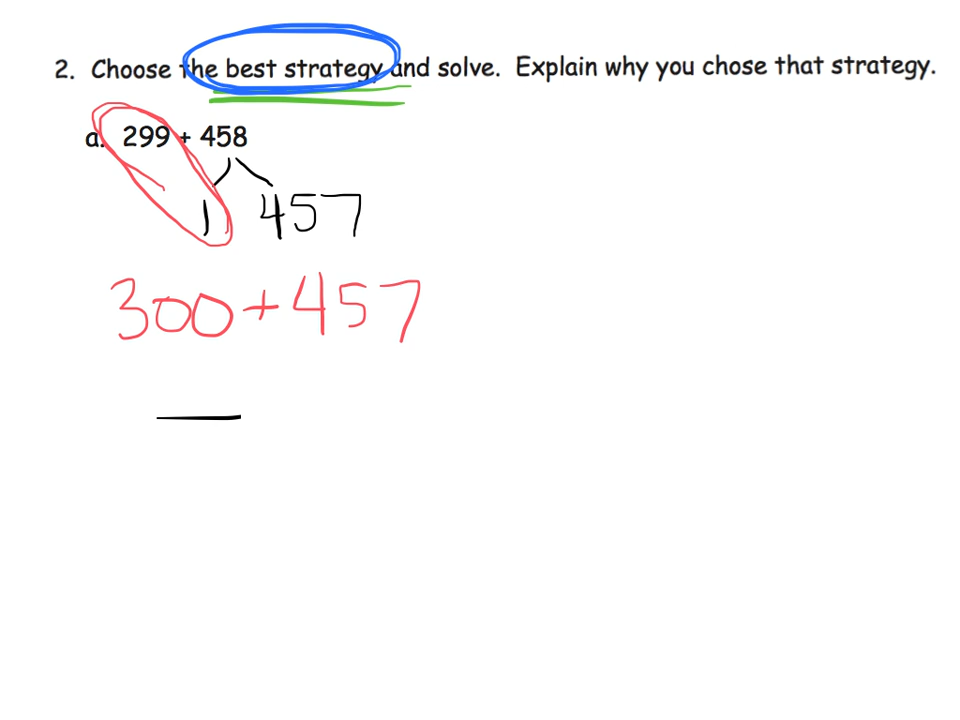 2. Choose the best strategy and solve. Explain why you chose that strategy.
a. 299 + 458
1 457
300+457